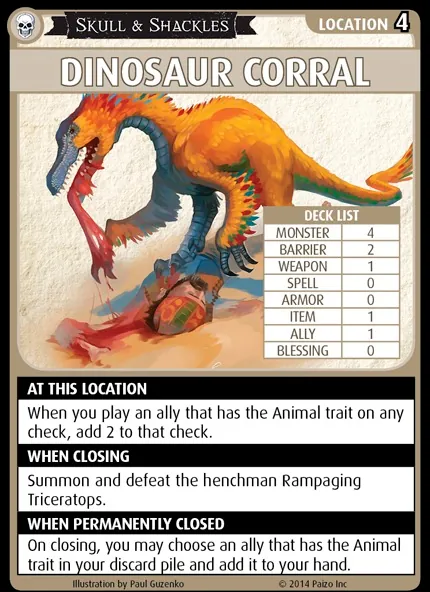 SKULL & SHACKLES
LOCATION 4
DINOSAUR CORRAL
DECK LIST
MONSTER 4
BARRIER 2
WEAPON 1
SPELL 0
ARMOR 0
ITEM 1
ALLY 1
BLESSING 0
AT THIS LOCATION
When you play an ally that has the Animal trait on any
check, add 2 to that check.
WHEN CLOSING
Summon and defeat the henchman Rampaging
Triceratops.
WHEN PERMANENTLY CLOSED
On closing, you may choose an ally that has the Animal
trait in your discard pile and add it to your hand.
Illustration by Paul Guzenko
© 2014 Paizo Inc